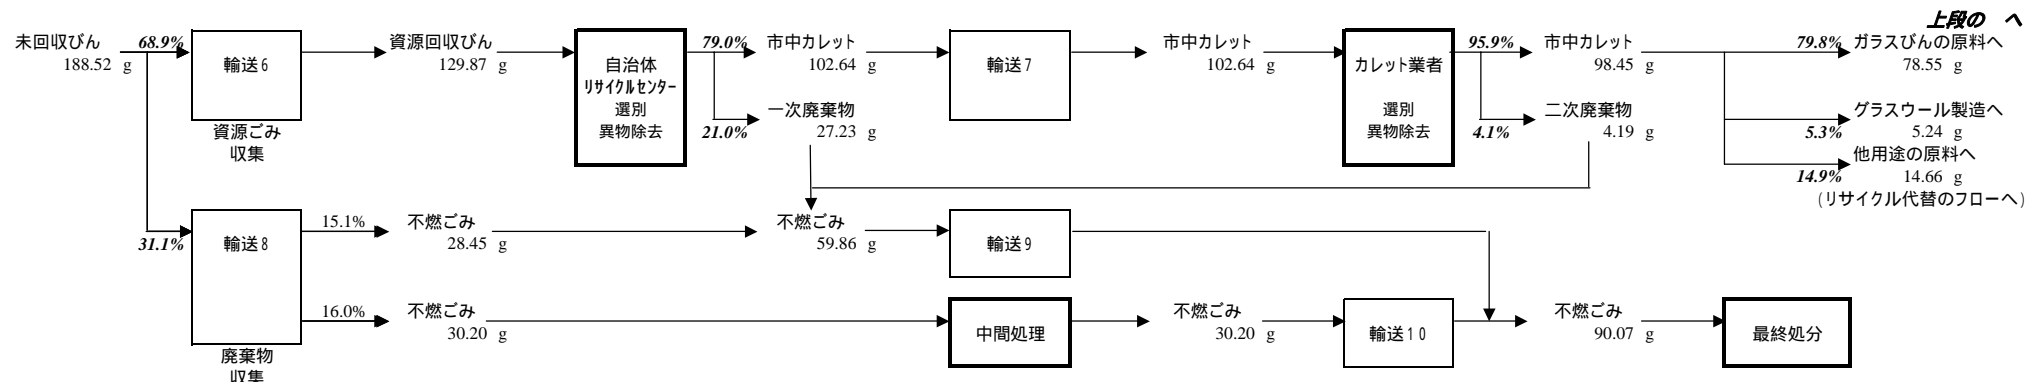 上段の へ
未回収びん
188.52 g
68.9%
輸送6
資源ごみ
収集
資源回収びん
129.87 g
自治体
リサイクルセンター
選別
異物除去
79.0%
市中カレット
102.64 g
輸送7
市中カレット
102.64 g
カレット業者
選別
異物除去
95.9%
市中カレット
98.45 g
79.8%
ガラスびんの原料へ
78.55 g
21.0%
一次廃棄物
27.23 g
4.1%
二次廃棄物
4.19 g
5.3%
グラスウール製造へ
5.24 g
14.9%
他用途の原料へ
14.66 g
(リサイクル代替のフローへ)
31.1%
輸送8
廃棄物
収集
15.1%
不燃ごみ
28.45 g
不燃ごみ
59.86 g
輸送9
16.0%
不燃ごみ
30.20 g
中間処理
不燃ごみ
30.20 g
輸送10
不燃ごみ
90.07 g
最終処分